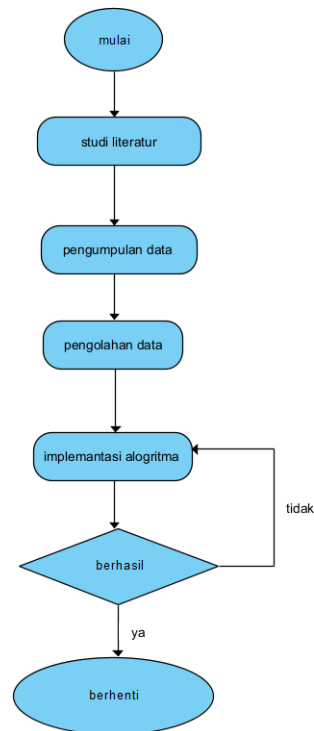 mulai
studi literatur
pengumpulan data
pengolahan data
implemantasi alogritma
tidak
berhasil
ya
berhenti